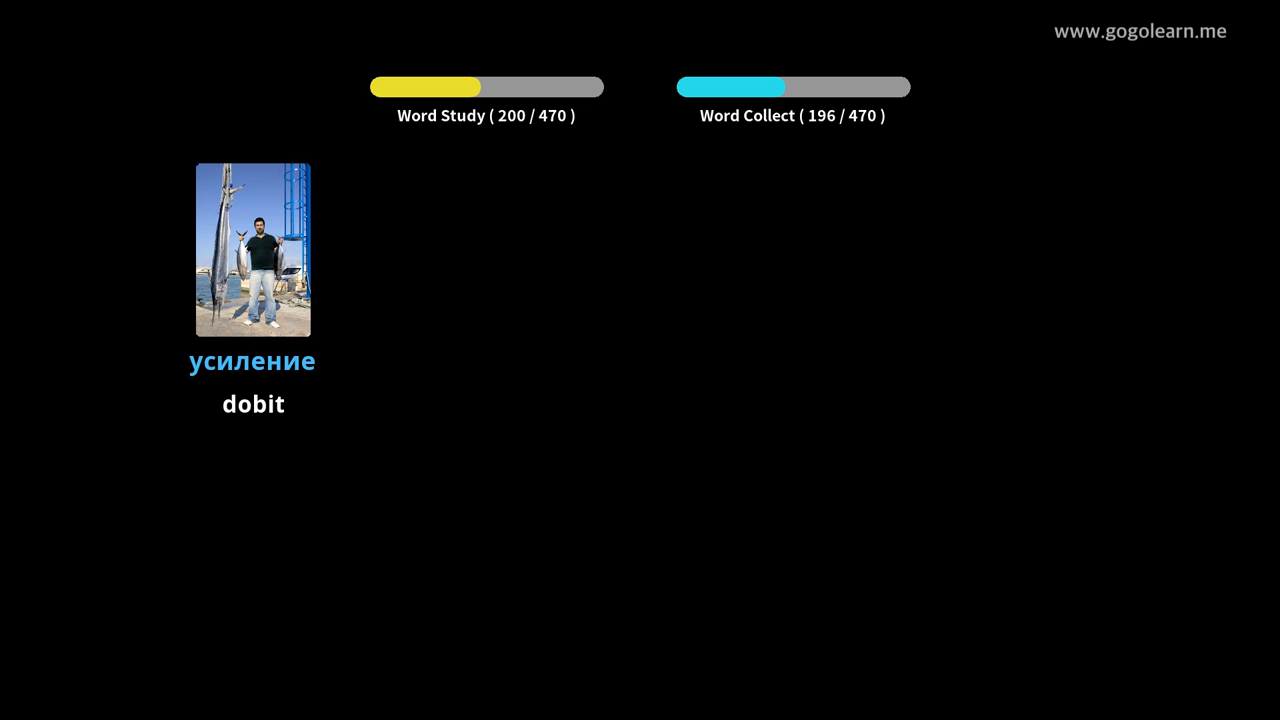 www.gogolearn.me
Word Study ( 200 / 470 )
Word Collect ( 196 / 470 )
усиление
dobit